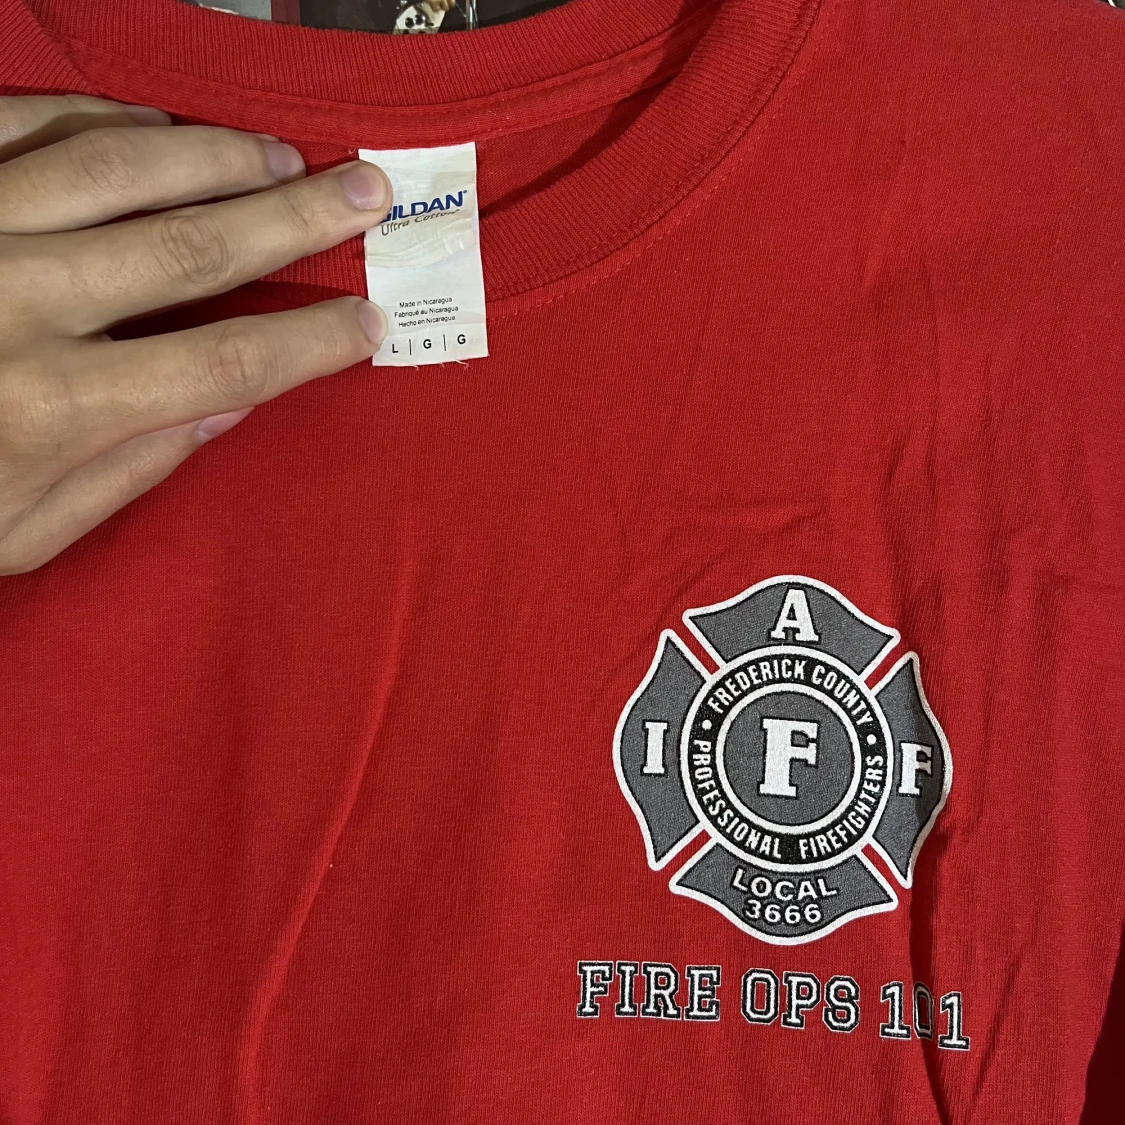 Ultra Cotton
Made in Nicaragua
Fabriqué au Nicaragua
Hecho en Nicaragua
L | G | G
A
FREDERICK COUNTY
I F F
PROFESSIONAL FIREFIGHTERS
LOCAL
3666
FIRE OPS 101